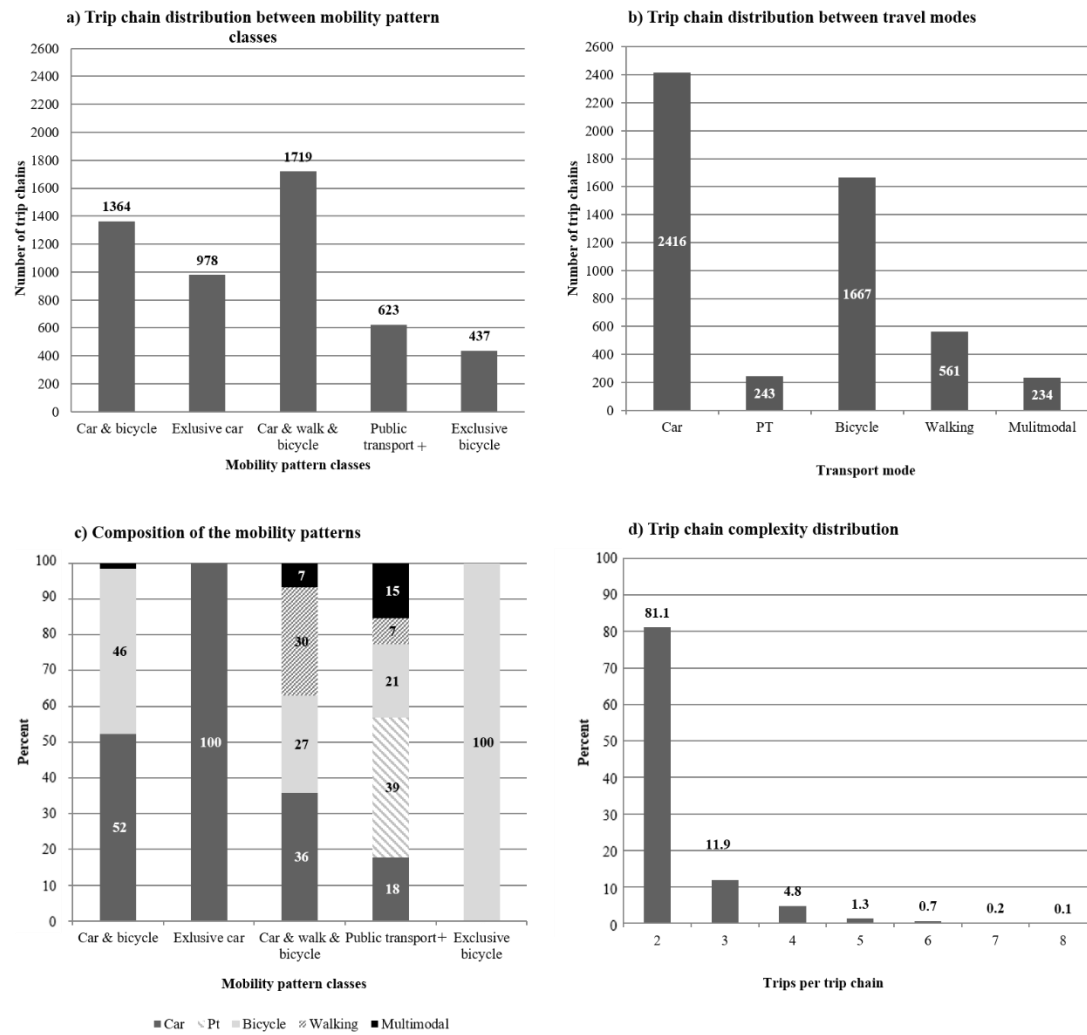 a) Trip chain distribution between mobility pattern
classes
2600
2400
2200
2000
1800
1600
1400
1200
1000
800
600
400
200
0
Number of trip chains
1364
978
1719
623
437
Car & bicycle
Exlusive car
Car & walk &
bicycle
Public
transport +
Exclusive
bicycle
Mobility pattern classes
b) Trip chain distribution between travel modes
2600
2400
2200
2000
1800
1600
1400
1200
1000
800
600
400
200
0
Number of trip chains
2416
243
1667
561
234
Car
PT
Bicycle
Walking
Mulitmodal
Transport mode
c) Composition of the mobility patterns
100
90
80
70
60
50
40
30
20
10
0
Percent
46
52
100
7
30
27
36
15
7
21
39
18
100
Car & bicycle
Exlusive car
Car & walk &
bicycle
Public transport+
Exclusive
bicycle
Mobility pattern classes
Car Pt Bicycle Walking Multimodal
d) Trip chain complexity distribution
100
90
80
70
60
50
40
30
20
10
0
Percent
81.1
11.9
4.8
1.3
0.7
0.2
0.1
2
3
4
5
6
7
8
Trips per trip chain